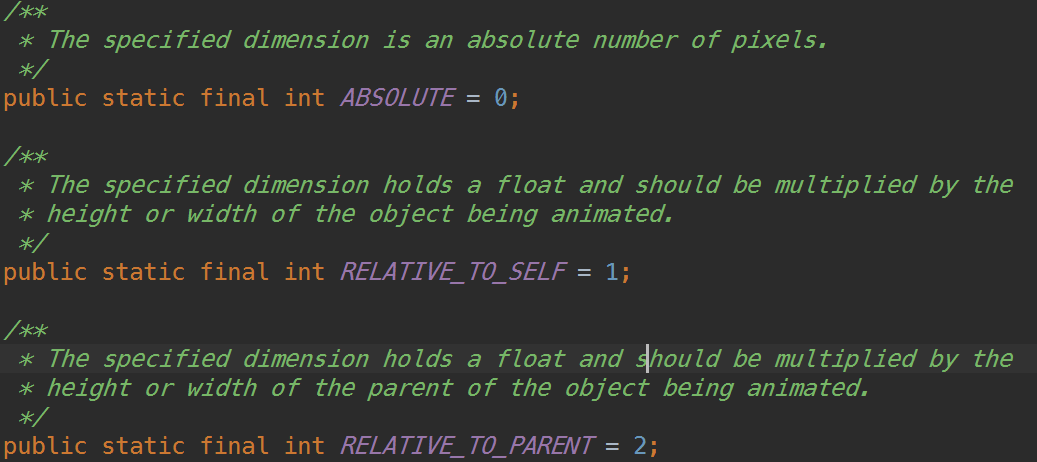 /**
 * The specified dimension is an absolute number of pixels.
 */
public static final int ABSOLUTE = 0;

/**
 * The specified dimension holds a float and should be multiplied by the
 * height or width of the object being animated.
 */
public static final int RELATIVE_TO_SELF = 1;

/**
 * The specified dimension holds a float and should be multiplied by the
 * height or width of the parent of the object being animated.
 */
public static final int RELATIVE_TO_PARENT = 2;